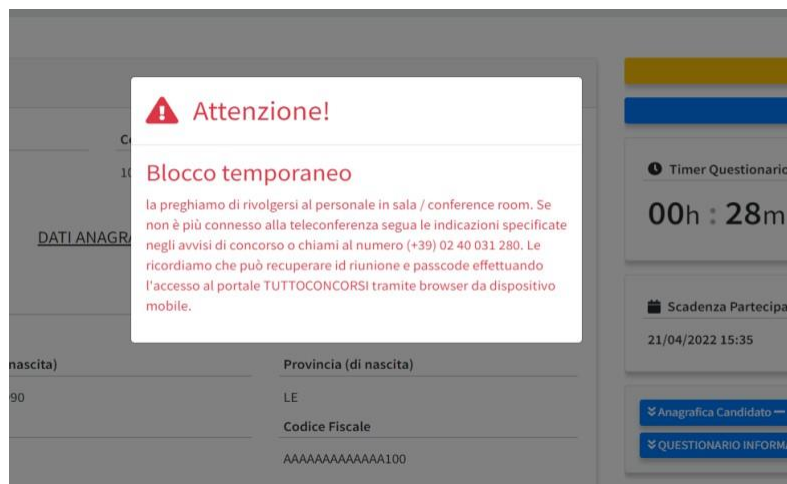 Attenzione!
Blocco temporaneo
la preghiamo di rivolgersi al personale in sala / conference room. Se
non è più connesso alla teleconferenza segua le indicazioni specificate
negli avvisi di concorso o chiami al numero (+39) 02 40 031 280. Le
ricordiamo che può recuperare id riunione e passcode effettuando
l'accesso al portale TUTTOCONCORSI tramite browser da dispositivo
mobile.
DATI ANAGRA
nascita)
90
Provincia (di nascita)
LE
Codice Fiscale
AAAAAAAAAAAAA100
Timer Questionario
00h : 28m
Scadenza Partecipa
21/04/2022 15:35
Anagrafica Candidato
QUESTIONARIO INFORM